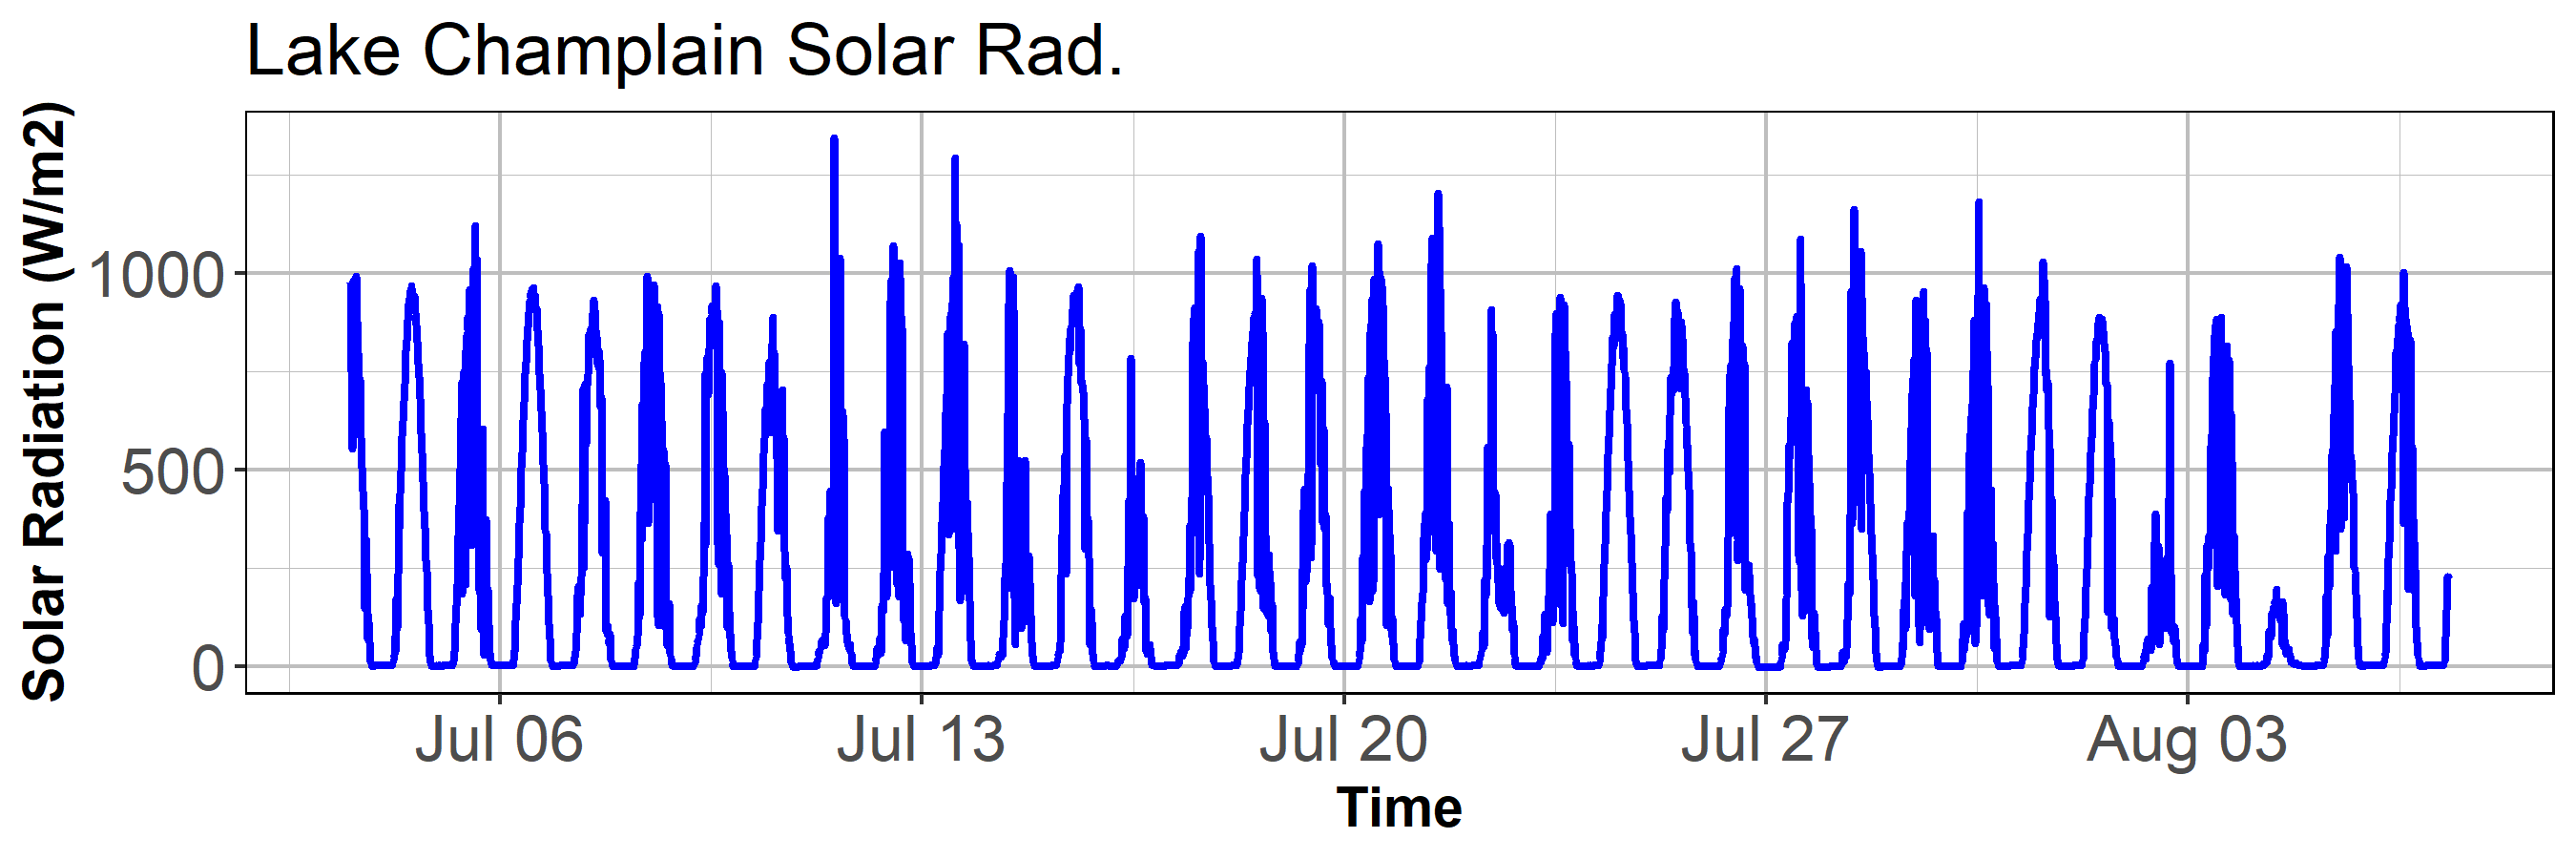 Lake Champlain Solar Rad.
Solar Radiation (W/m2)
1000
500
0
Jul 06 Jul 13 Jul 20 Jul 27 Aug 03
Time